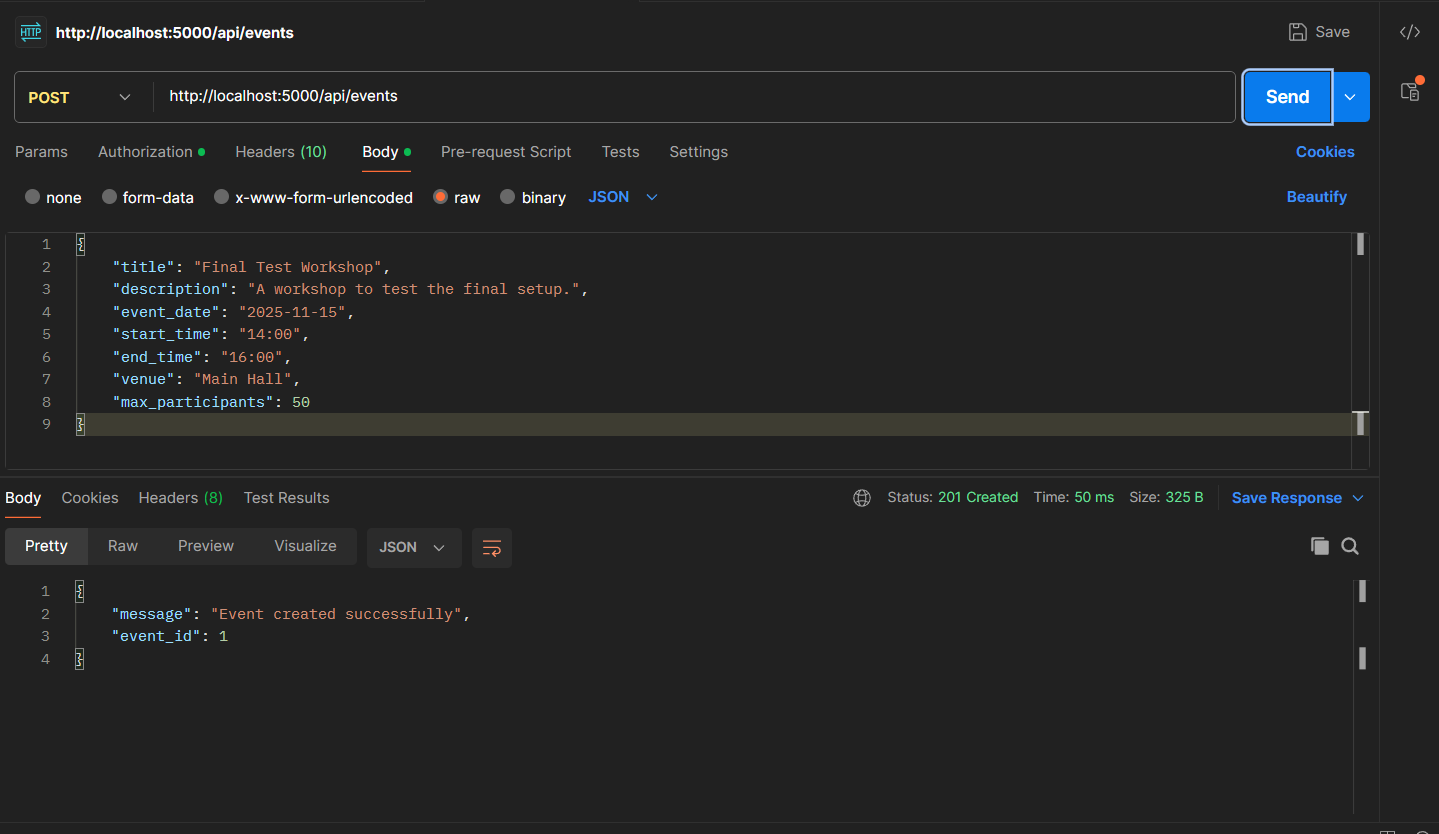 HTTP http://localhost:5000/api/events Save </>
POST http://localhost:5000/api/events Send
Params Authorization Headers (10) Body Pre-request Script Tests Settings Cookies
none form-data x-www-form-urlencoded raw binary JSON Beautify
1 {
2 "title": "Final Test Workshop",
3 "description": "A workshop to test the final setup.",
4 "event_date": "2025-11-15",
5 "start_time": "14:00",
6 "end_time": "16:00",
7 "venue": "Main Hall",
8 "max_participants": 50
9 }
Body Cookies Headers (8) Test Results Status: 201 Created Time: 50 ms Size: 325 B Save Response
Pretty Raw Preview Visualize JSON
1 {
2 "message": "Event created successfully",
3 "event_id": 1
4 }